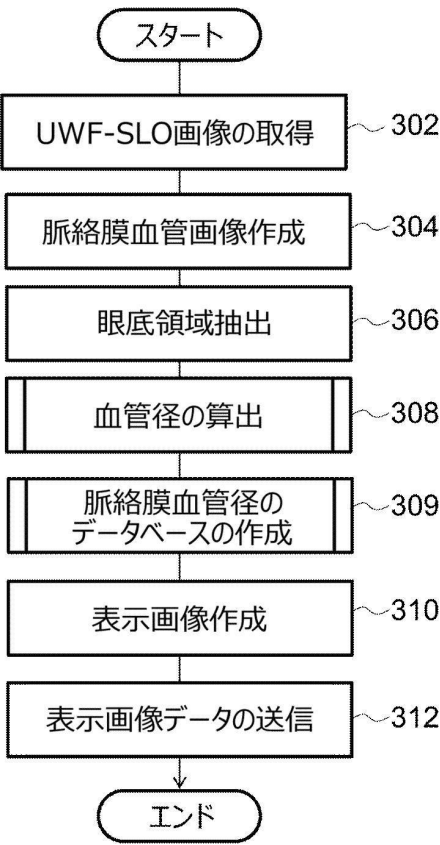 スタート
UWF-SLO画像の取得
302
脈絡膜血管画像作成
304
眼底領域抽出
306
血管径の算出
308
脈絡膜血管径の
データベースの作成
309
表示画像作成
310
表示画像データの送信
312
エンド